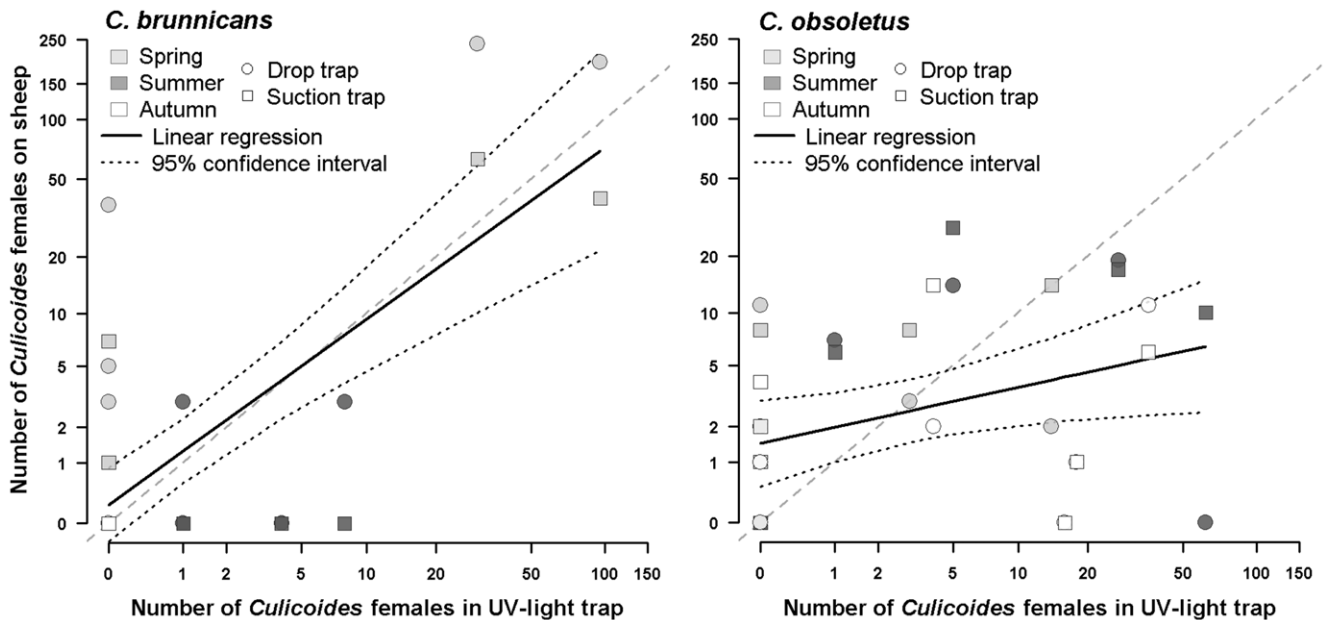 C. brunnicans
Number of Culicoides females on sheep
250
150
100
50
20
10
5
2
1
0
Spring
Summer
Autumn
Drop trap
Suction trap
Linear regression
95% confidence interval
0 1 2 5 10 20 50 100 150
Number of Culicoides females in UV-light trap
C. obsoletus
250
150
100
50
20
10
5
2
1
0
Spring
Summer
Autumn
Drop trap
Suction trap
Linear regression
95% confidence interval
0 1 2 5 10 20 50 100 150
Number of Culicoides females in UV-light trap